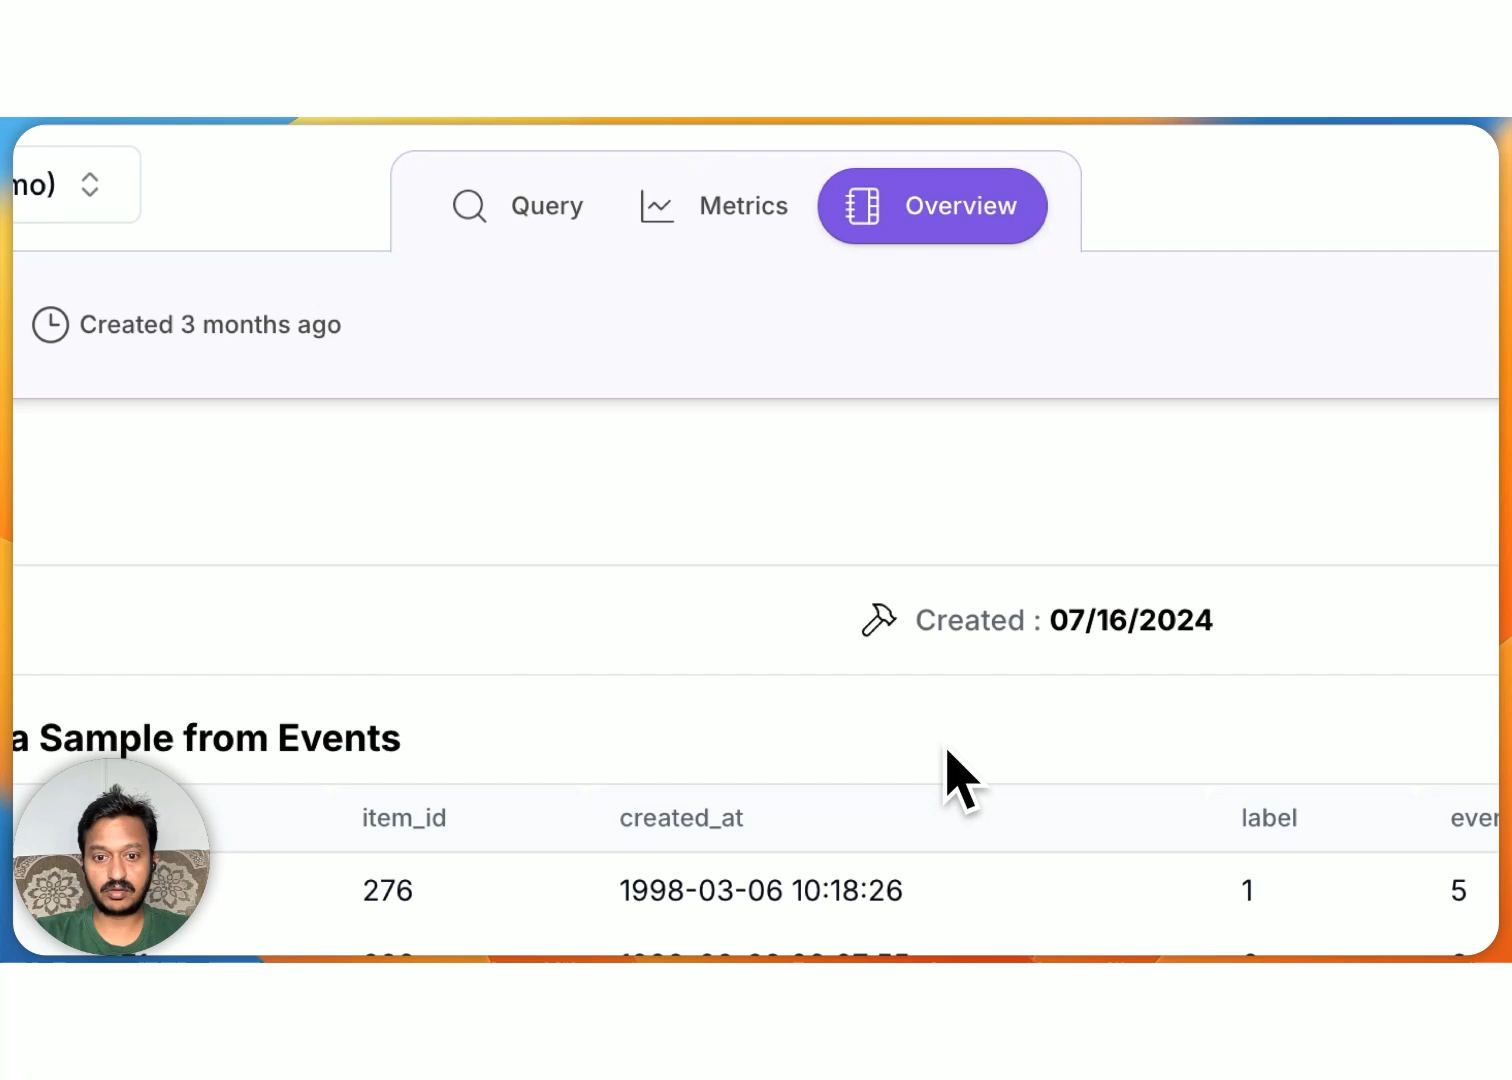 mo)
Query
Metrics
Overview
Created 3 months ago
Created : 07/16/2024
a Sample from Events
item_id
created_at
label
ever
276
1998-03-06 10:18:26
1
5